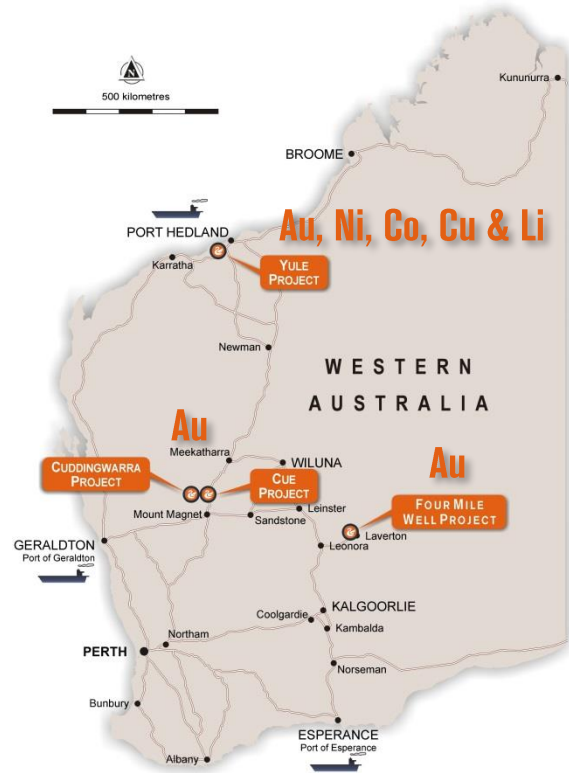 N
500 kilometres
Kununurra
BROOME
PORT HEDLAND
Au, Ni, Co, Cu & Li
Karratha
YULE
PROJECT
Newman
WESTERN
AUSTRALIA
Au
Meekatharra
WILUNA
Au
CUDDINGWARRA
PROJECT
CUE
PROJECT
Mount Magnet
Sandstone
Leinster
FOUR MILE
WELL PROJECT
Laverton
Leonora
GERALDTON
Port of Geraldton
KALGOORLIE
Coolgardie
Kambalda
Northam
PERTH
Norseman
Bunbury
ESPERANCE
Port of Esperance
Albany